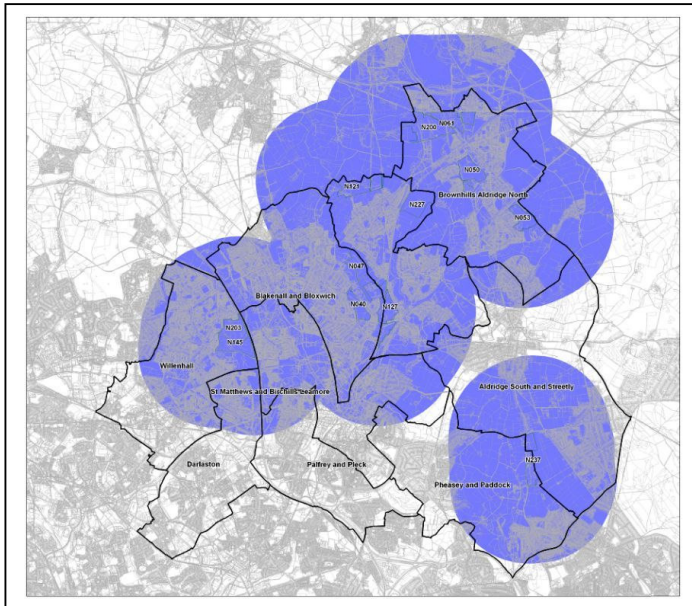 N200
N061
N050
N121
Brownhills Aldridge North
N227
N053
N047
Blakenall and Bloxwich
N040
N127
N203
N145
Willenhall
Aldridge South and Streetly
St Matthews and Birchills Leamore
N237
Darlaston
Palfrey and Pleck
Pheasey and Paddock